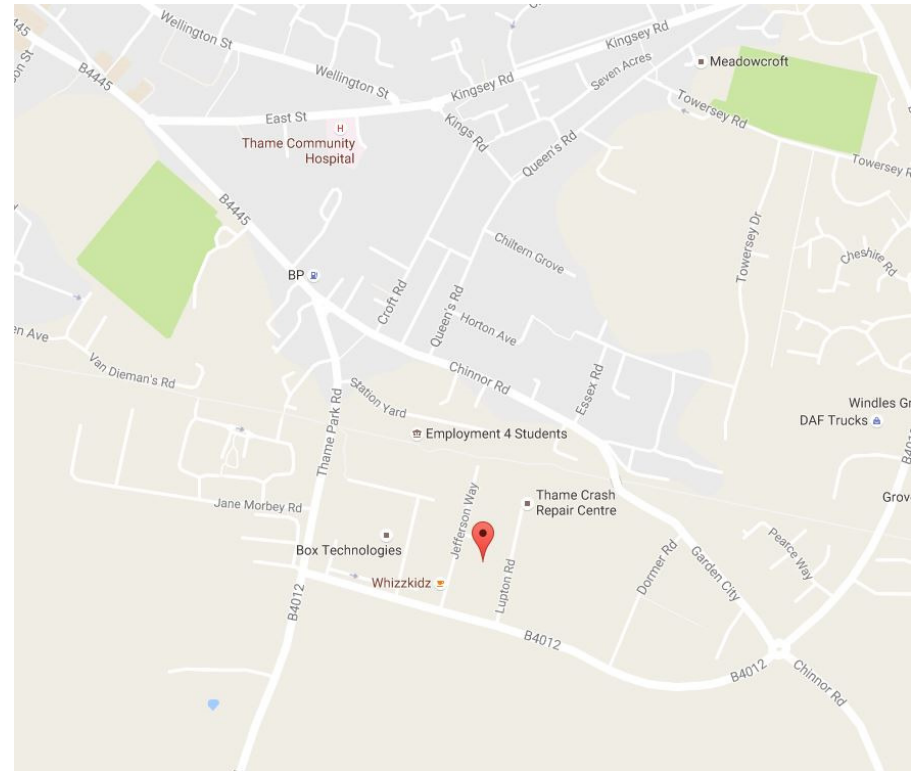 Wellington St
Kingsey Rd
B4445
Wellington St
Kingsey Rd
Seven Acres
Meadowcroft
East St
H
Thame Community
Hospital
Kings Rd
Queen's Rd
Towersey Rd
Towersey R
B4445
Chiltern Grove
Towersey Dr
Cheshite Rd
BP
Croft Rd
Queen's Rd
Horton Ave
en Ave
Van Dieman's Rd
Chinnor Rd
Essex Rd
Station Yard
Thame Park Rd
Employment 4 Students
Windles Gr
DAF Trucks
Jane Morbey Rd
Jefferson Way
Thame Crash
Repair Centre
Grov
Box Technologies
Whizzkidz
Lupton Rd
Dormer Rd
Garden City
Pearce Way
B4012
B4012
B4012
Chinnor Rd